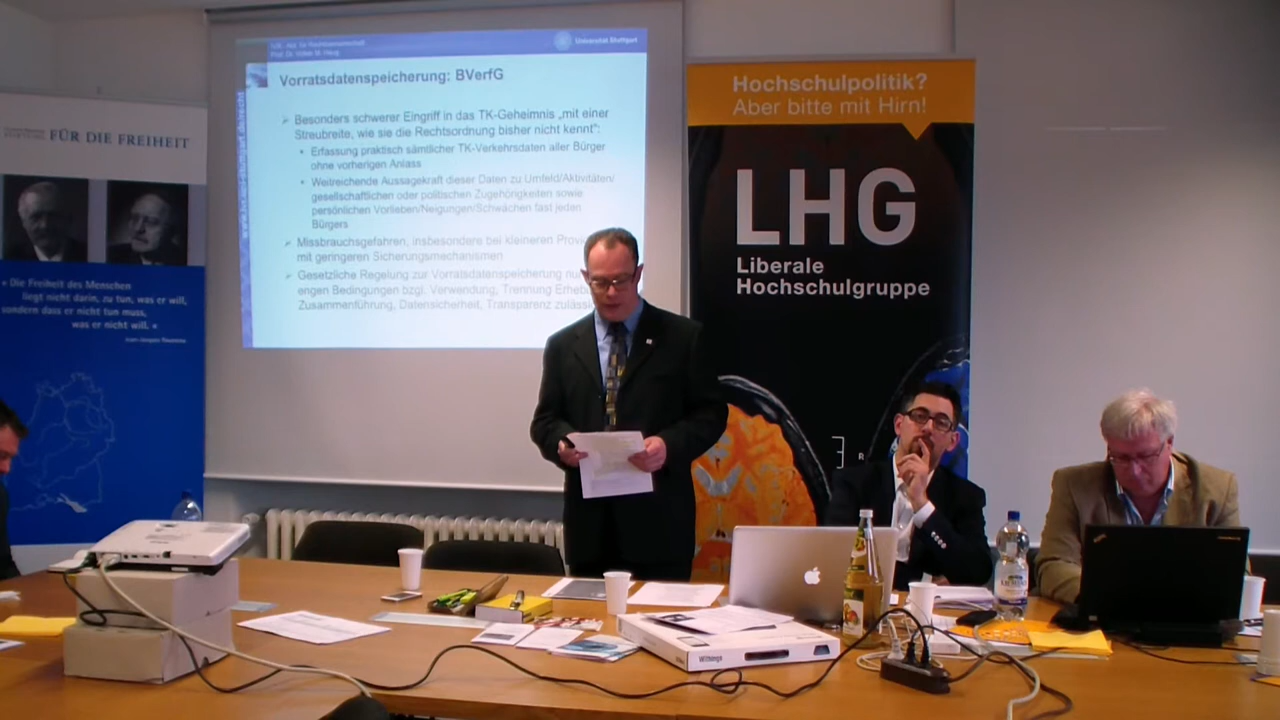 FÜR DIE FREIHEIT
« Die Freiheit des Menschen
liegt nicht darin, zu tun, was er will,
sondern dass er nicht tun muss,
was er nicht will. «
Universität Stuttgart
Vorratsdatenspeicherung: BVerfG
Besonders schwerer Eingriff in das TK-Geheimnis „mit einer
Streubreite, wie sie die Rechtsordnung bisher nicht kennt“:
Erfassung praktisch sämtlicher TK-Verkehrsdaten aller Bürger
ohne vorherigen Anlass
Weitreichende Aussagekraft dieser Daten zu Umfeld/Aktivitäten/
gesellschaftlichen oder politischen Zugehörigkeiten sowie
persönlichen Vorlieben/Neigungen/Schwächen fast jeden
Bürgers
Missbrauchsgefahren, insbesondere bei kleineren
mit geringeren Sicherungsmechanismen
Gesetzliche Regelung zur Vorratsdatenspeicherung
engen Bedingungen bzgl. Verwendung, Trennung
Zusammenführung, Datensicherheit, Transparenz
Hochschulpolitik?
Aber bitte mit Hirn!
LHG
Liberale
Hochschulgruppe
Withings